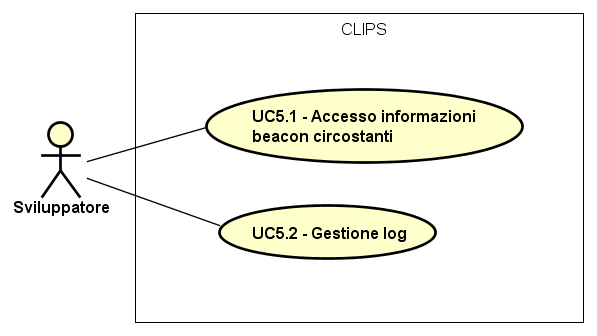 CLIPS
UC5.1 - Accesso informazioni
beacon circostanti
Sviluppatore
UC5.2 - Gestione log